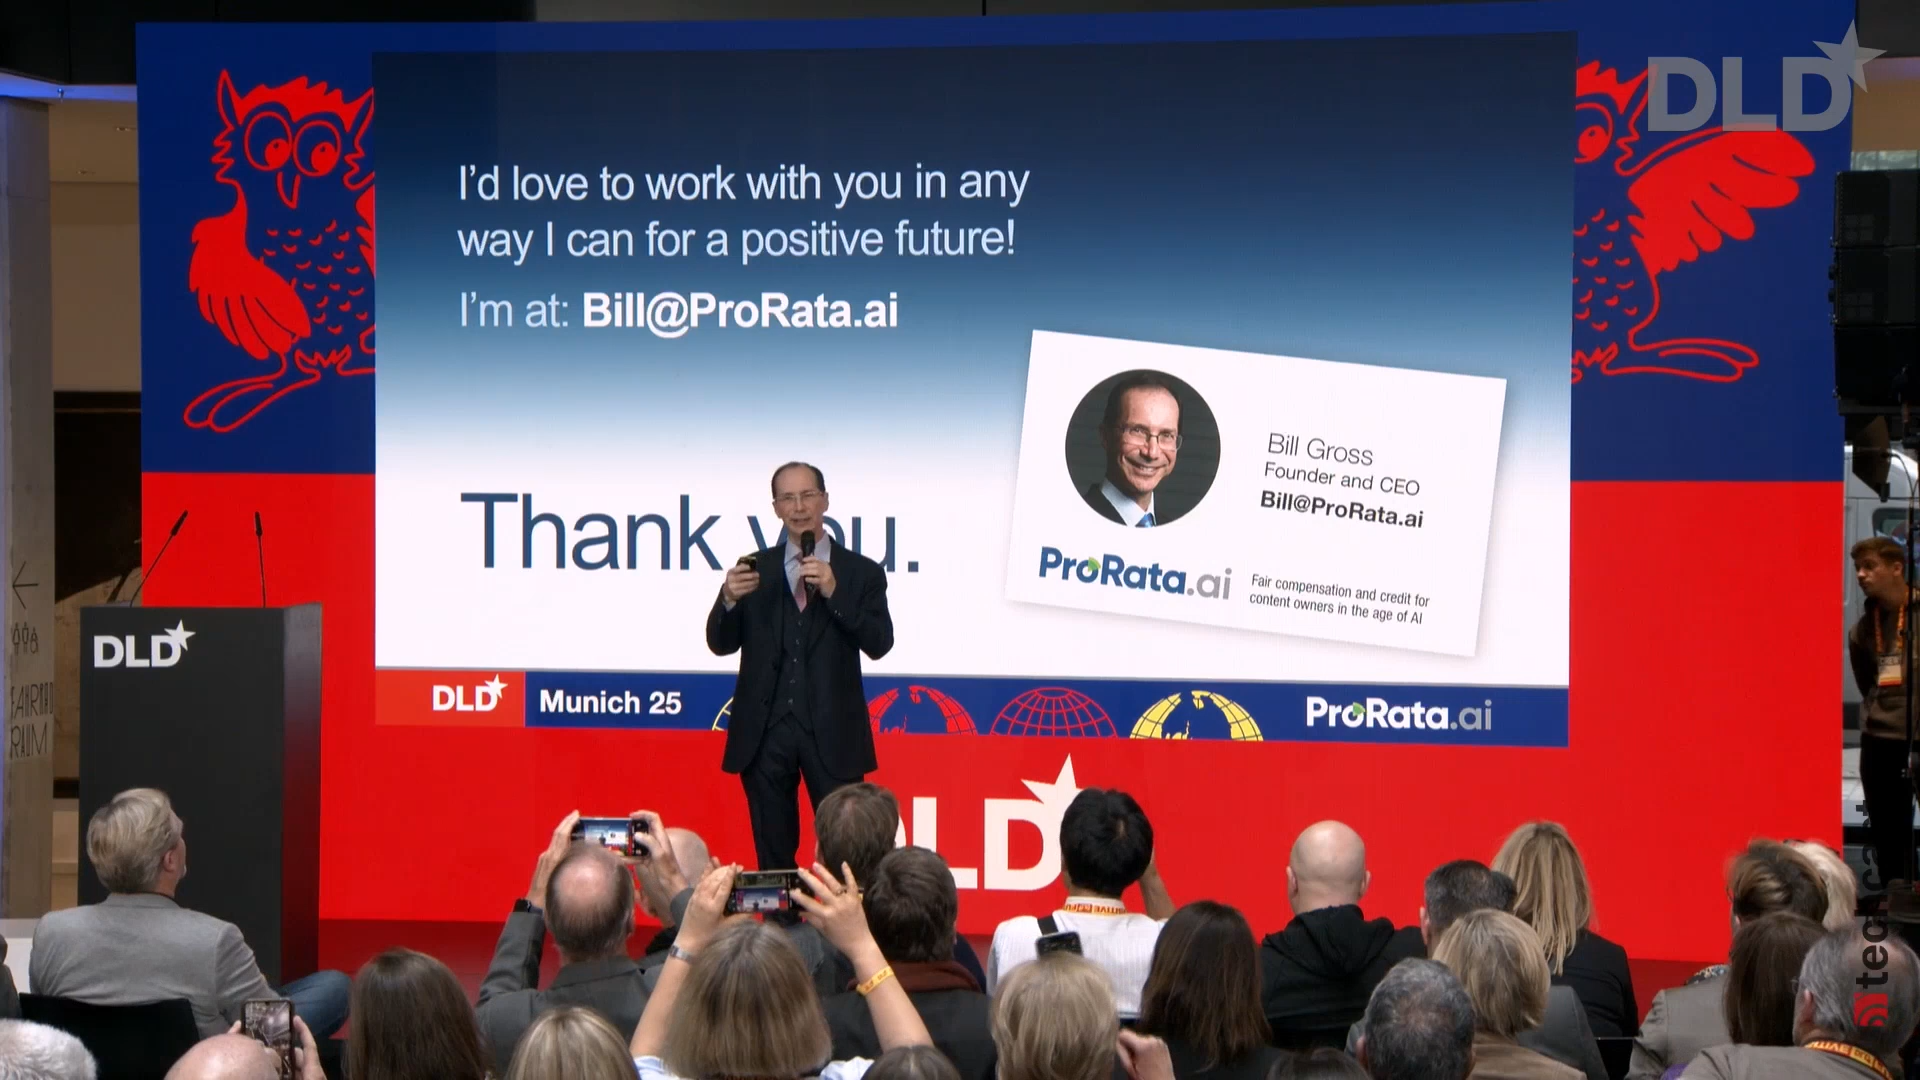 DLD
I'd love to work with you in any
way I can for a positive future!
I'm at: Bill@ProRata.ai
Bill Gross
Founder and CEO
Bill@ProRata.ai
Thank you.
ProRata.ai
Fair compensation and credit for
content owners in the age of AI
DLD
DLD
Munich 25
ProRata.ai
DLD